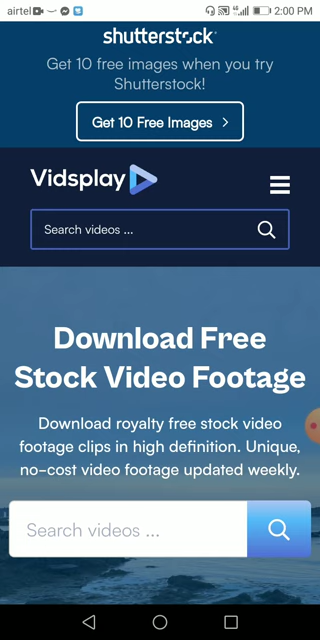 airtel 2:00 PM
shutterstock
Get 10 free images when you try
Shutterstock!
Get 10 Free Images
Vidsplay
Search videos ...
Download Free
Stock Video Footage
Download royalty free stock video
footage clips in high definition. Unique,
no-cost video footage updated weekly.
Search videos ...